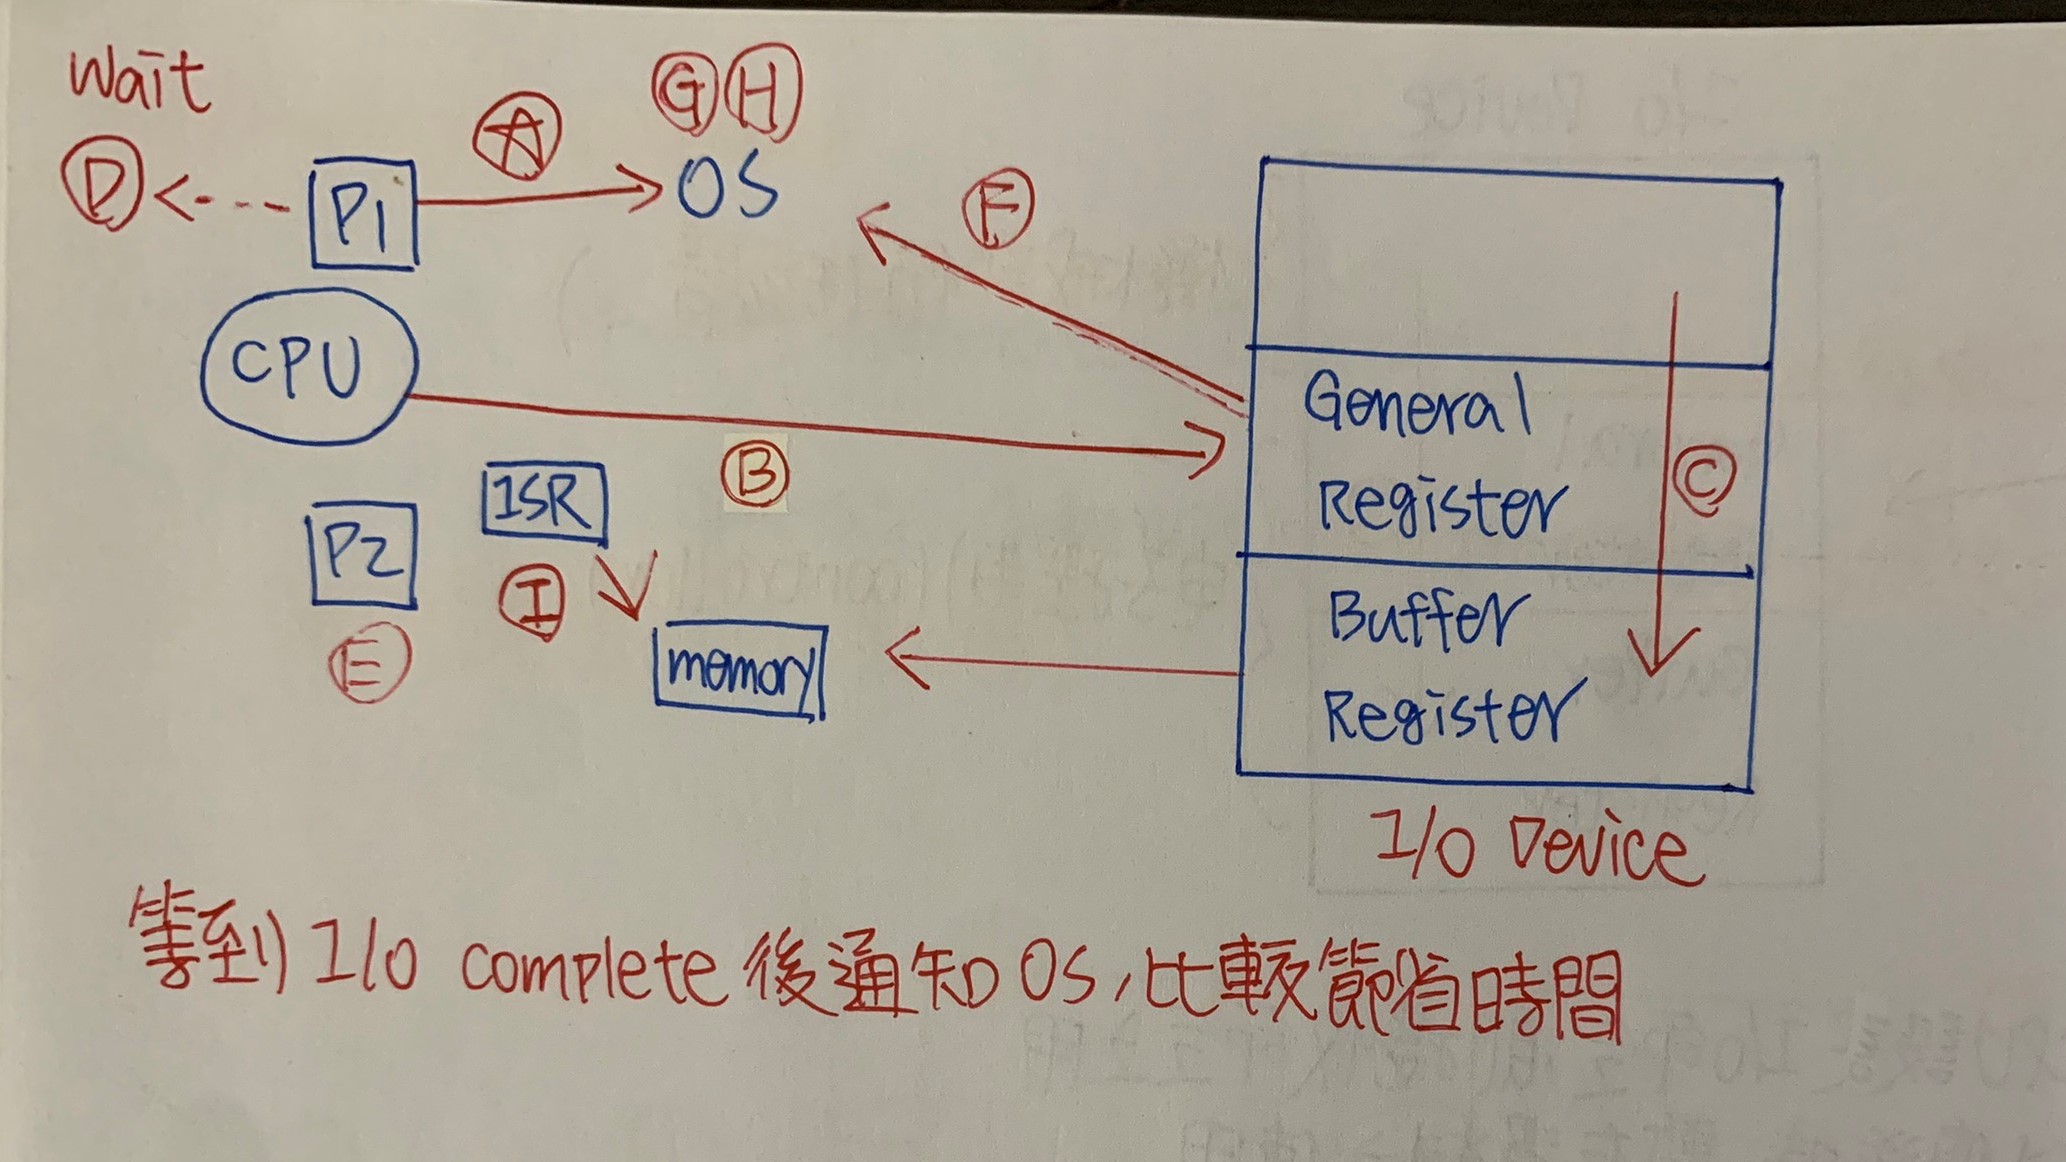 Wait
G H
A
D
P1
OS
F
CPU
General
Register
C
B
ISR
P2
I
E
memory
Buffer
Register
I/O Device
等到 I/O complete 後通知 OS,比較節省時間